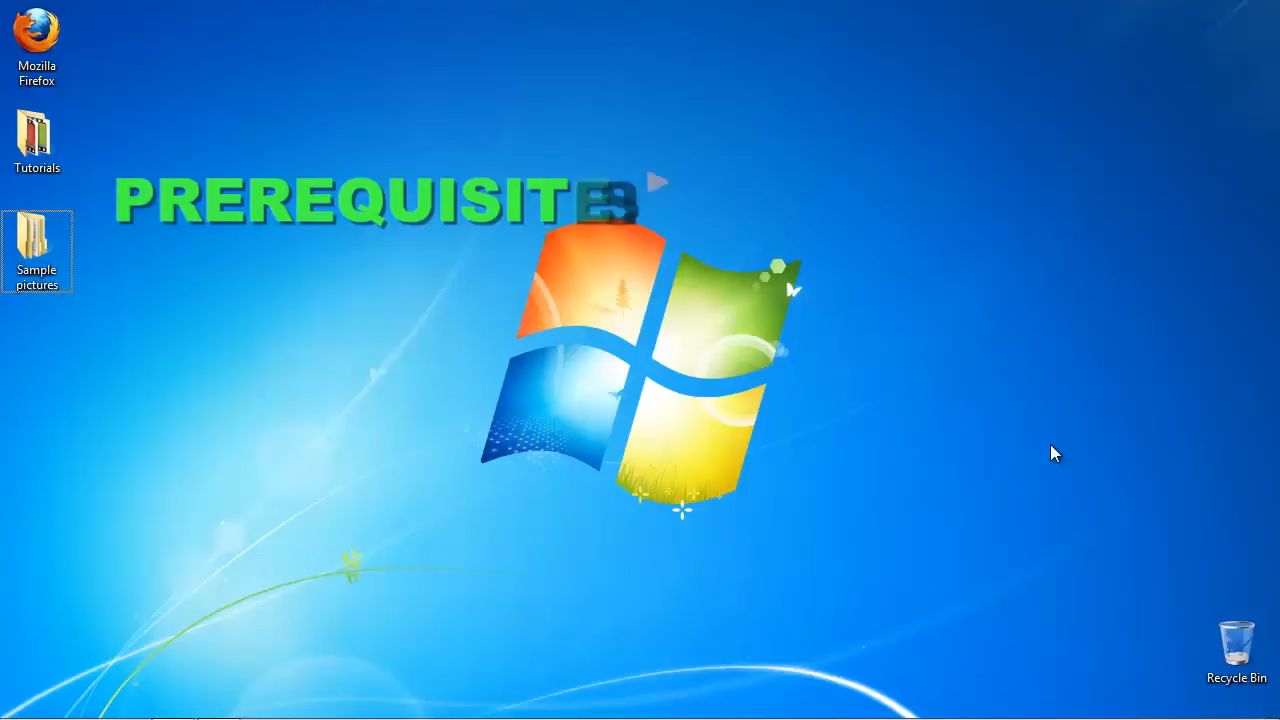 Mozilla
Firefox
Tutorials
PREREQUISITES
Sample
pictures
Recycle Bin